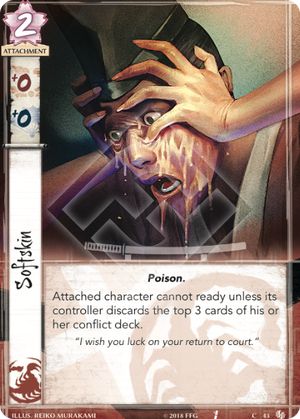 2
ATTACHMENT
+0
+0
Softskin
Poison.
Attached character cannot ready unless its
controller discards the top 3 cards of his or
her conflict deck.
"I wish you luck on your return to court."
ILLUS. REIKO MURAKAMI
©2018 FFG
C 43